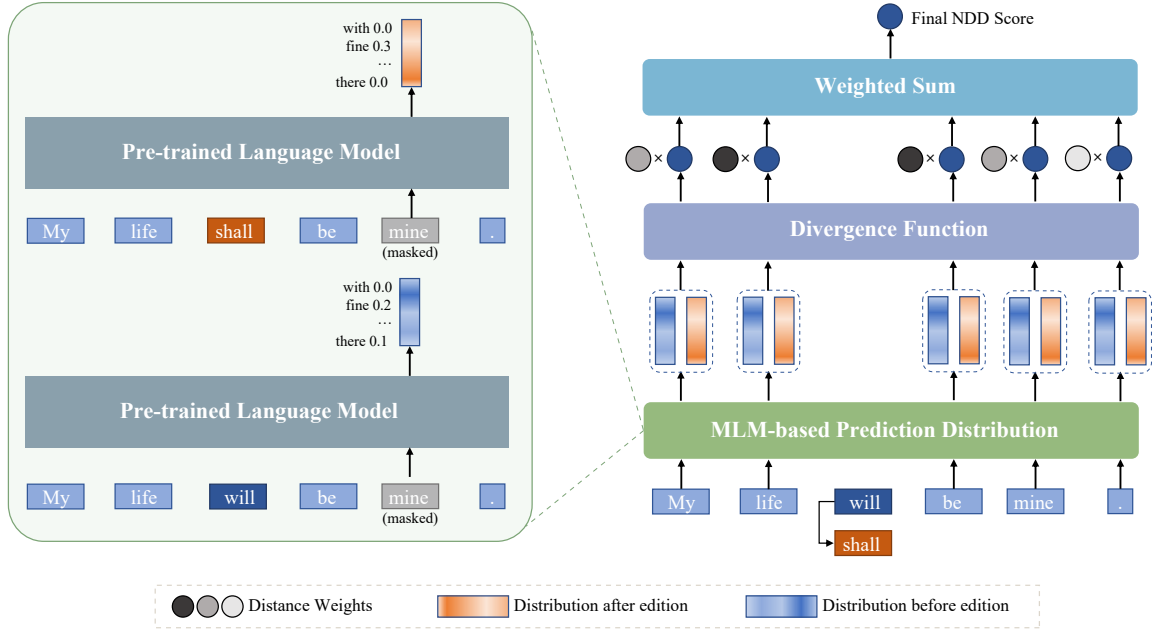 with 0.0
fine 0.3
...
there 0.0
Pre-trained Language Model
My life shall be mine .
(masked)
with 0.0
fine 0.2
...
there 0.1
Pre-trained Language Model
My life will be mine .
(masked)
Final NDD Score
Weighted Sum
× × × × ×
Divergence Function
MLM-based Prediction Distribution
My life will be mine .
shall
Distance Weights
Distribution after edition
Distribution before edition